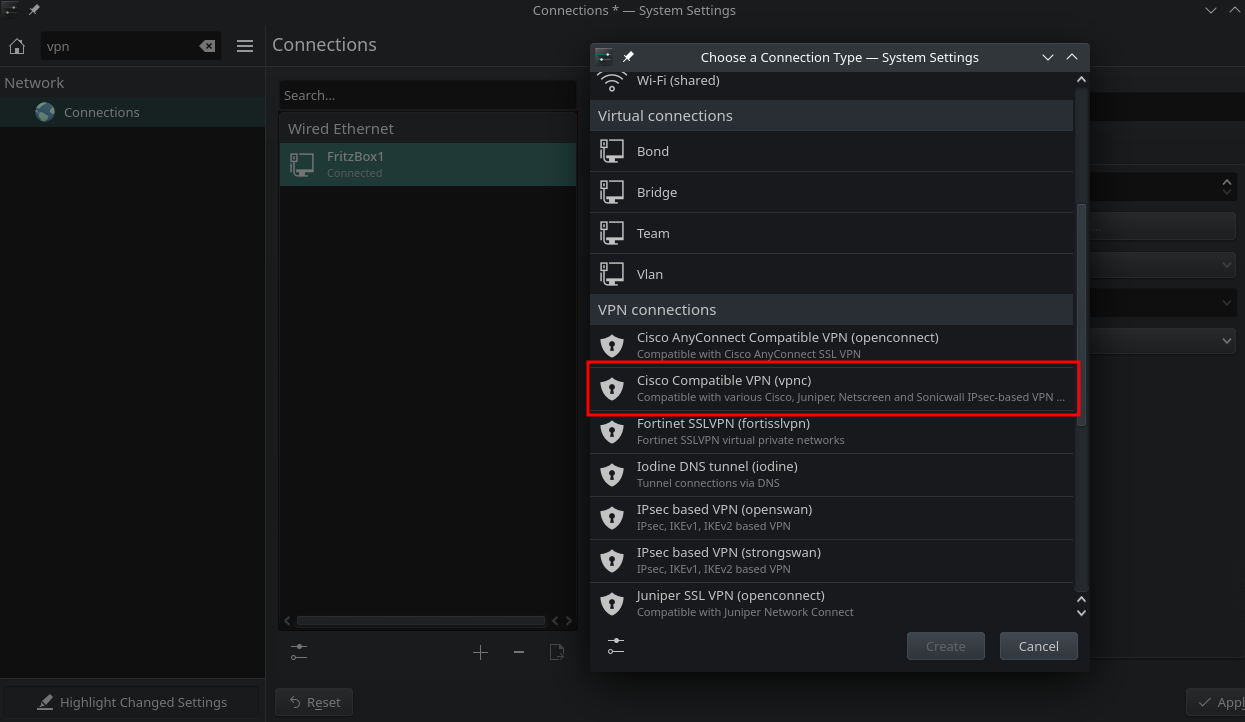 Connections * — System Settings
vpn
Connections
Network
Connections
Search...
Wired Ethernet
FritzBox1
Connected
Choose a Connection Type — System Settings
Wi-Fi (shared)
Virtual connections
Bond
Bridge
Team
Vlan
VPN connections
Cisco AnyConnect Compatible VPN (openconnect)
Compatible with Cisco AnyConnect SSL VPN
Cisco Compatible VPN (vpnc)
Compatible with various Cisco, Juniper, Netscreen and Sonicwall IPsec-based VPN ...
Fortinet SSLVPN (fortisslvpn)
Fortinet SSLVPN virtual private networks
Iodine DNS tunnel (iodine)
Tunnel connections via DNS
IPsec based VPN (openswan)
IPsec, IKEv1, IKEv2 based VPN
IPsec based VPN (strongswan)
IPsec, IKEv1, IKEv2 based VPN
Juniper SSL VPN (openconnect)
Compatible with Juniper Network Connect
Create
Cancel
...
Highlight Changed Settings
Reset
Appl